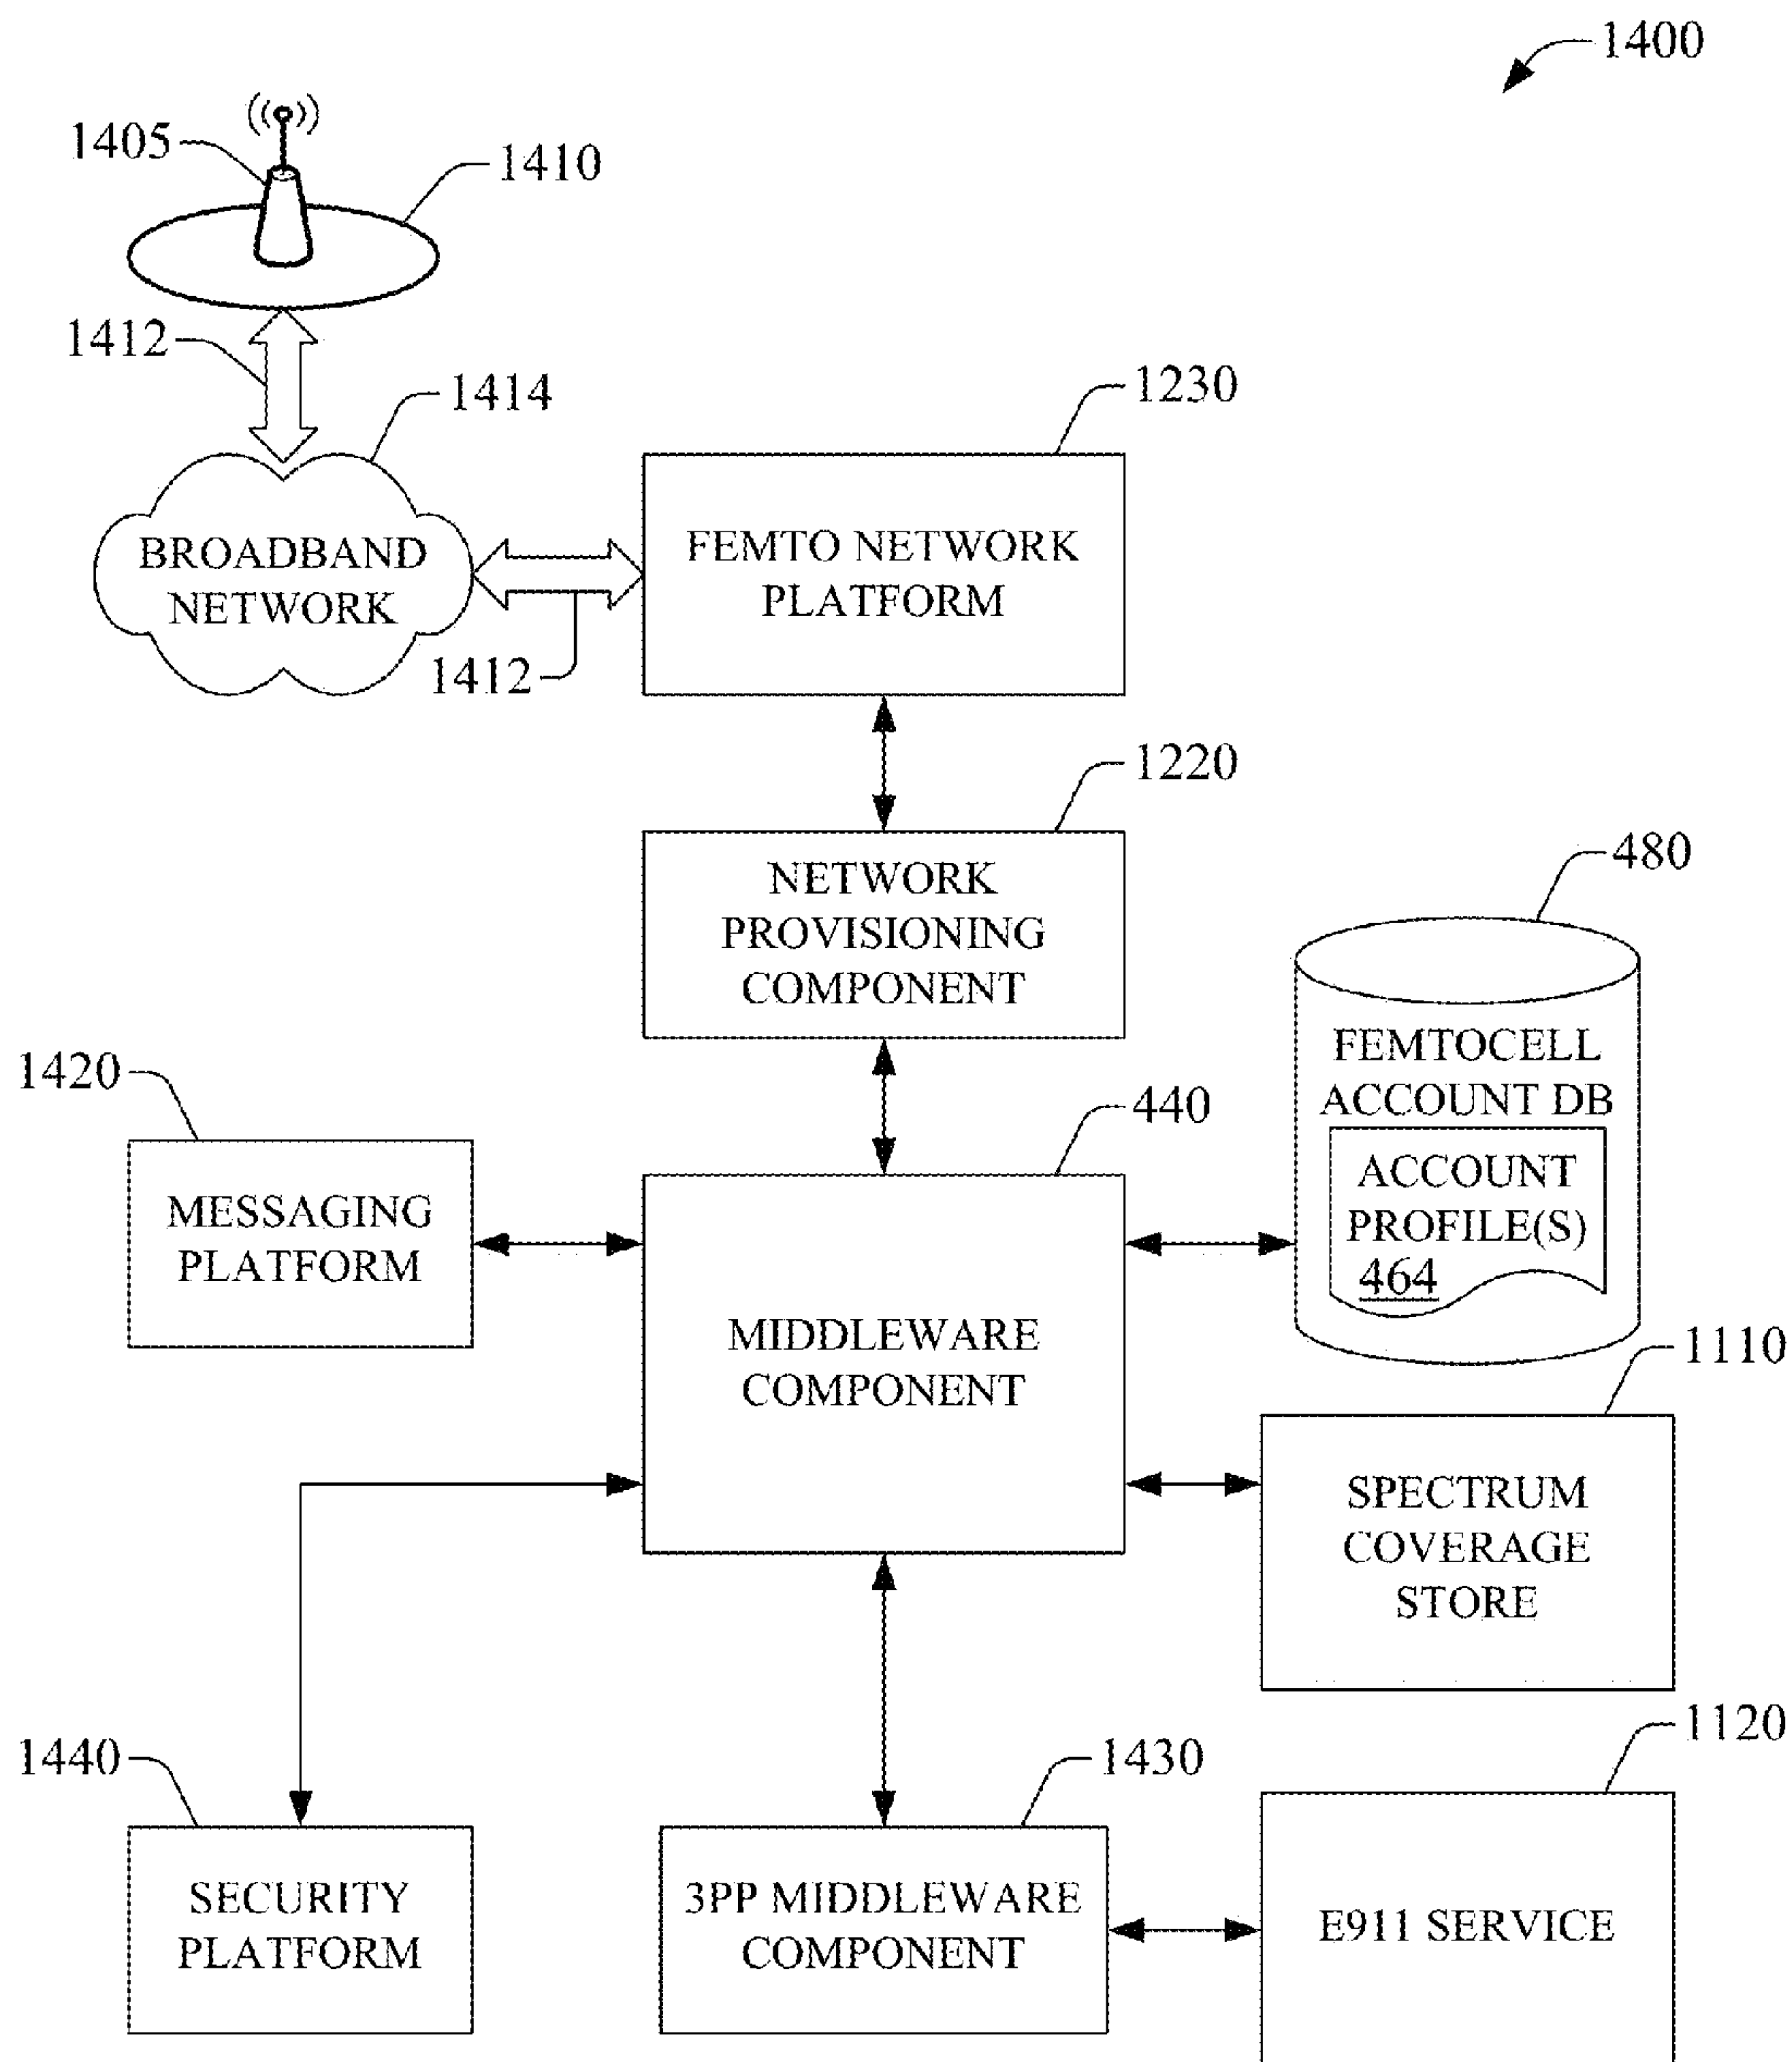 1400
1405
1410
1412
1414
1230
BROADBAND
NETWORK
FEMTO NETWORK
PLATFORM
1412
1220
NETWORK
PROVISIONING
COMPONENT
480
FEMTOCELL
ACCOUNT DB
ACCOUNT
PROFILE(S)
464
1420
440
MESSAGING
PLATFORM
MIDDLEWARE
COMPONENT
1110
SPECTRUM
COVERAGE
STORE
1440
1430
1120
SECURITY
PLATFORM
3PP MIDDLEWARE
COMPONENT
E911 SERVICE